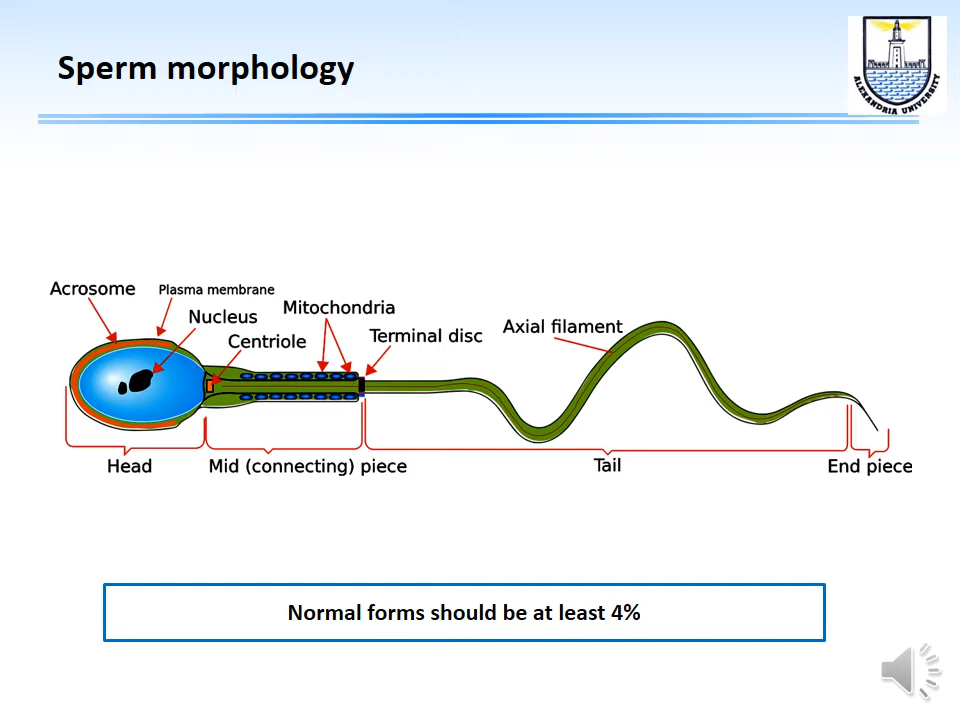 Sperm morphology
ALEXANDRIA UNIVERSITY
Acrosome
Plasma membrane
Nucleus
Mitochondria
Centriole
Terminal disc
Axial filament
Head
Mid (connecting) piece
Tail
End piece
Normal forms should be at least 4%